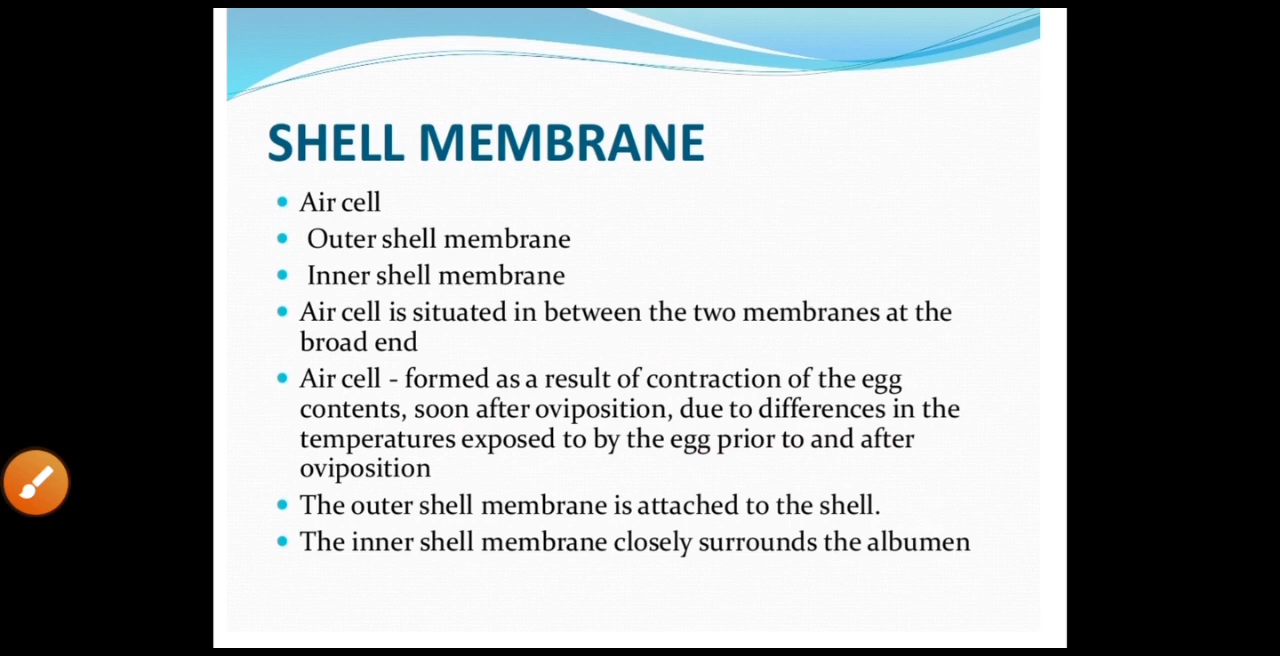 SHELL MEMBRANE
• Air cell
• Outer shell membrane
• Inner shell membrane
• Air cell is situated in between the two membranes at the
broad end
• Air cell - formed as a result of contraction of the egg
contents, soon after oviposition, due to differences in the
temperatures exposed to by the egg prior to and after
oviposition
• The outer shell membrane is attached to the shell.
• The inner shell membrane closely surrounds the albumen